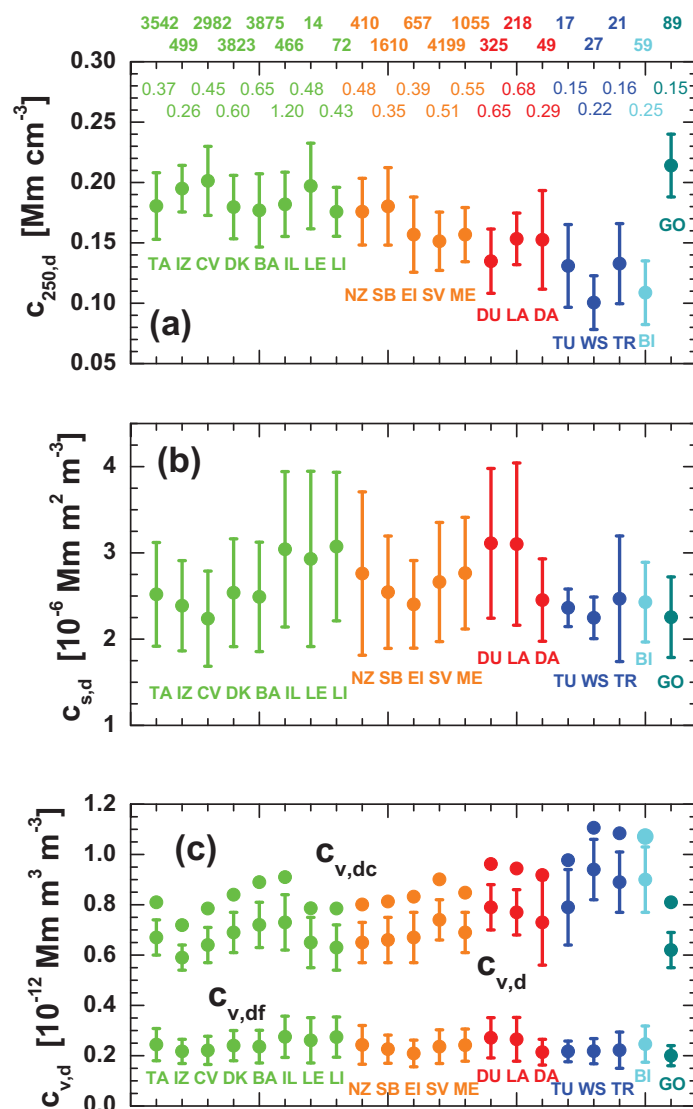 3542 2982 3875 14 410 657 1055 218 17 21 89
499 3823 466 72 1610 4199 325 49 27 59
0.30
0.37 0.45 0.65 0.48 0.48 0.39 0.55 0.68 0.15 0.16 0.15
0.26 0.60 1.20 0.43 0.35 0.51 0.65 0.29 0.22 0.25
0.25
0.20
0.15
0.10
0.05
c250,d [Mm cm-3]
GO
TA IZ CV DK BA IL LE LI
NZ SB EI SV ME
DU LA DA
TU WS TR BI
(a)
(b)
4
3
2
1
cs,d [10-6 Mm m2 m-3]
TA IZ CV DK BA IL LE LI
NZ SB EI SV ME
DU LA DA
TU WS TR
BI
GO
1.2
1.0
0.8
0.6
0.4
0.2
0.0
cv,d [10-12 Mm m3 m-3]
(c)
cv,dc
cv,d
cv,df
TA IZ CV DK BA IL LE LI
NZ SB EI SV ME
DU LA DA
TU WS TR
BI
GO